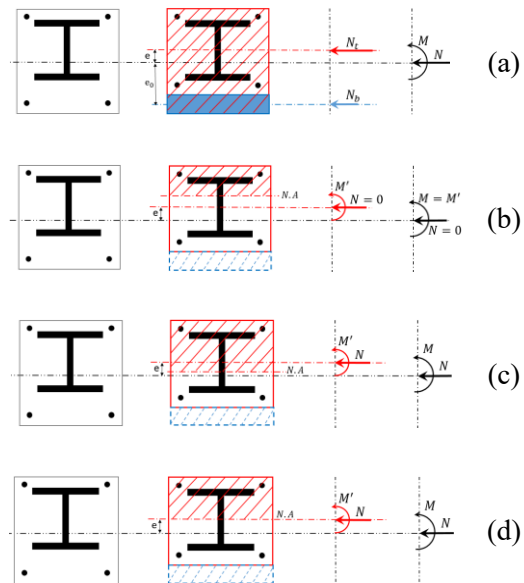 e
e₀
N_t
N_b
M
N
(a)
e
N.A
M'
N = 0
M = M'
N = 0
(b)
e
N.A
M'
N
M
N
(c)
e
N.A
M'
N
M
N
(d)